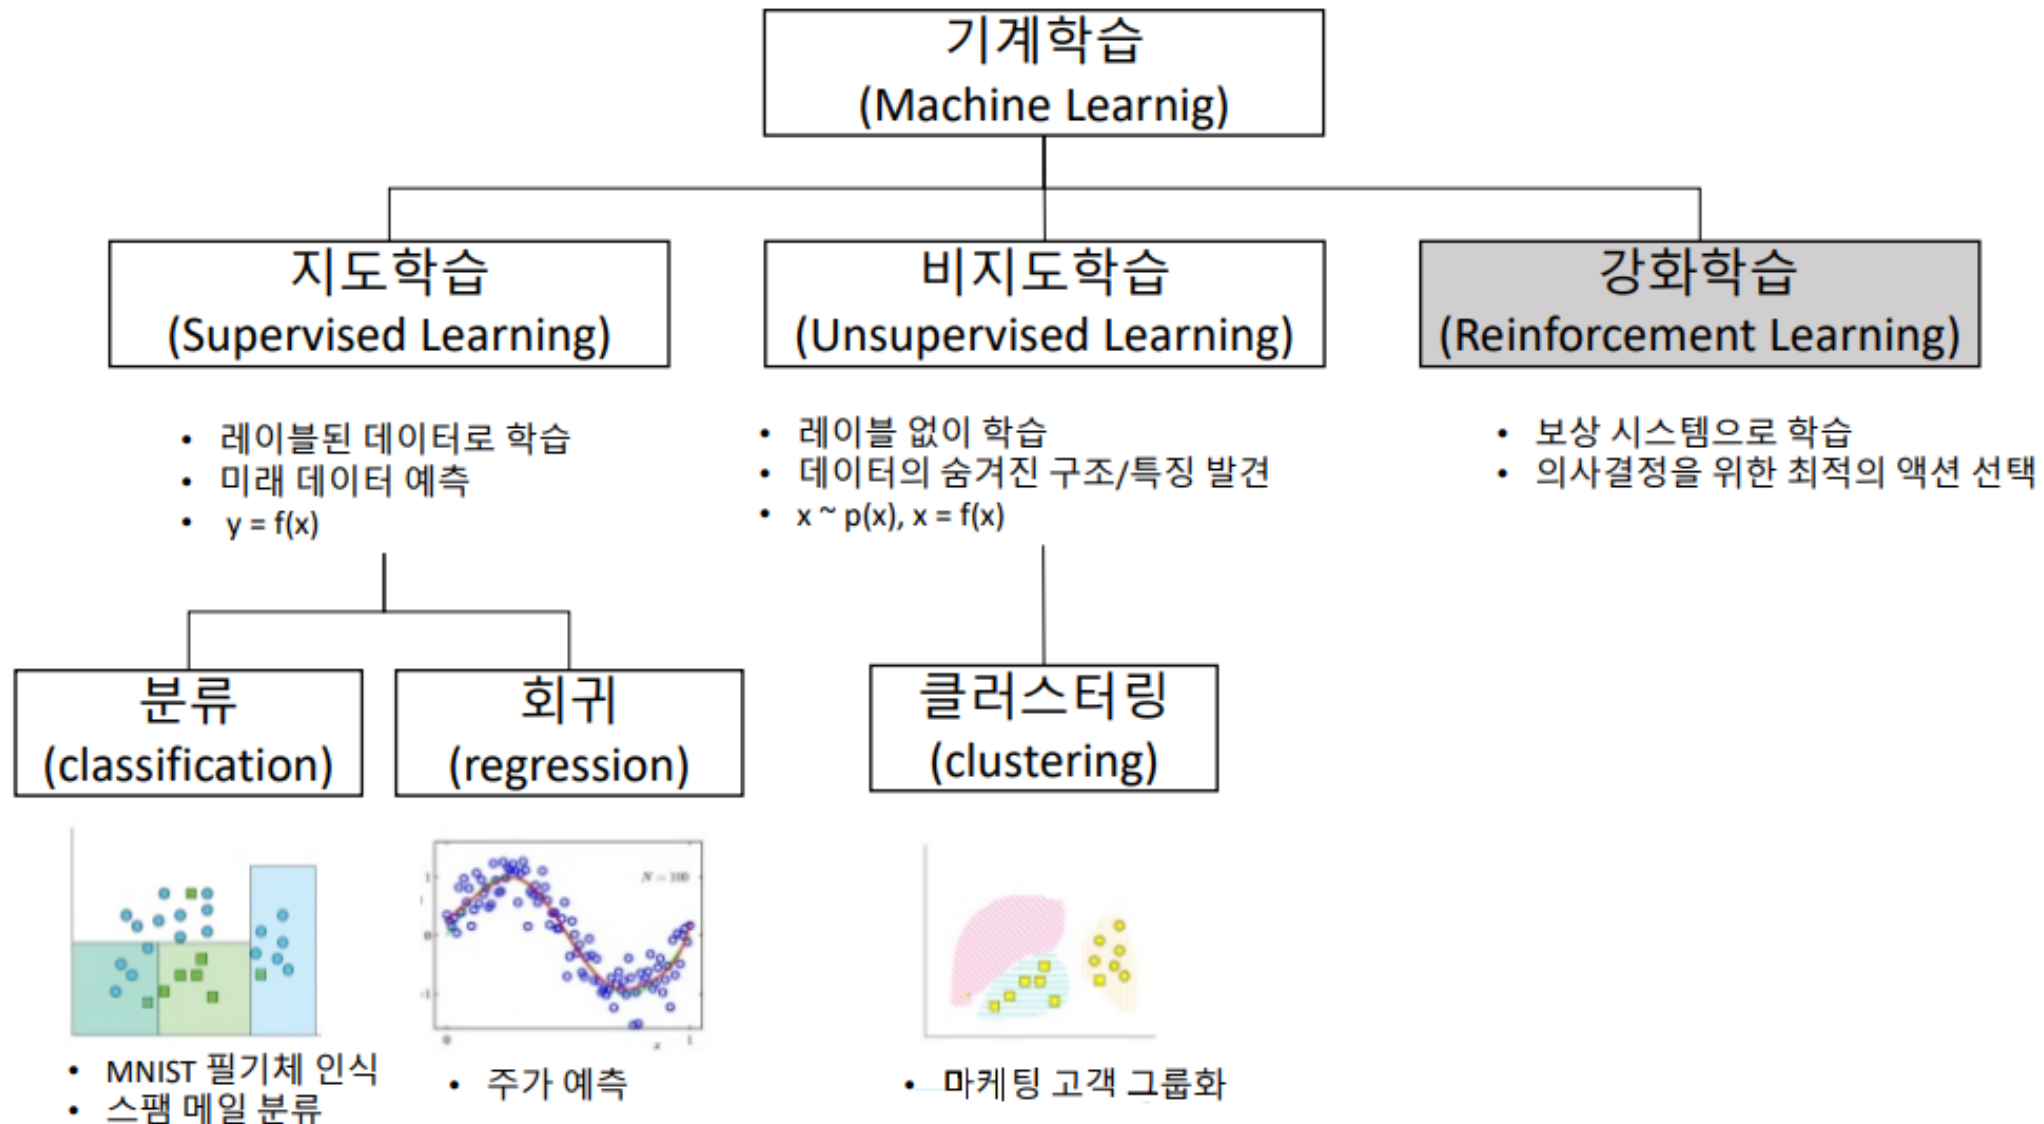 기계학습
(Machine Learnig)
지도학습
(Supervised Learning)
비지도학습
(Unsupervised Learning)
강화학습
(Reinforcement Learning)
• 레이블된 데이터로 학습
• 미래 데이터 예측
• y = f(x)
• 레이블 없이 학습
• 데이터의 숨겨진 구조/특징 발견
• x ~ p(x), x = f(x)
• 보상 시스템으로 학습
• 의사결정을 위한 최적의 액션 선택
분류
(classification)
회귀
(regression)
클러스터링
(clustering)
N = 100
1
0
-1
0
x
1
• MNIST 필기체 인식
• 스팸 메일 분류
• 주가 예측
• 마케팅 고객 그룹화